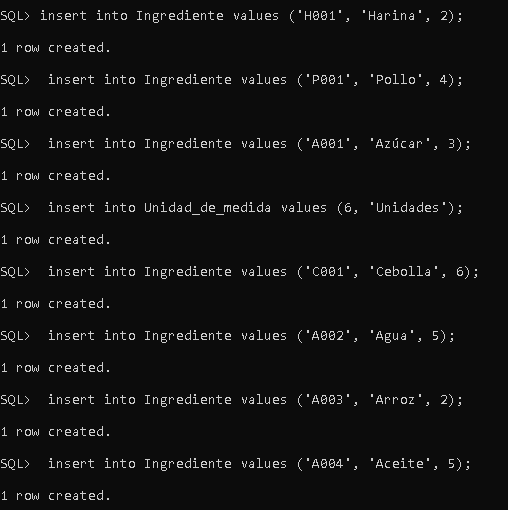 SQL> insert into Ingrediente values ('H001', 'Harina', 2);
1 row created.
SQL>  insert into Ingrediente values ('P001', 'Pollo', 4);
1 row created.
SQL>  insert into Ingrediente values ('A001', 'Azúcar', 3);
1 row created.
SQL>  insert into Unidad_de_medida values (6, 'Unidades');
1 row created.
SQL>  insert into Ingrediente values ('C001', 'Cebolla', 6);
1 row created.
SQL>  insert into Ingrediente values ('A002', 'Agua', 5);
1 row created.
SQL>  insert into Ingrediente values ('A003', 'Arroz', 2);
1 row created.
SQL>  insert into Ingrediente values ('A004', 'Aceite', 5);
1 row created.